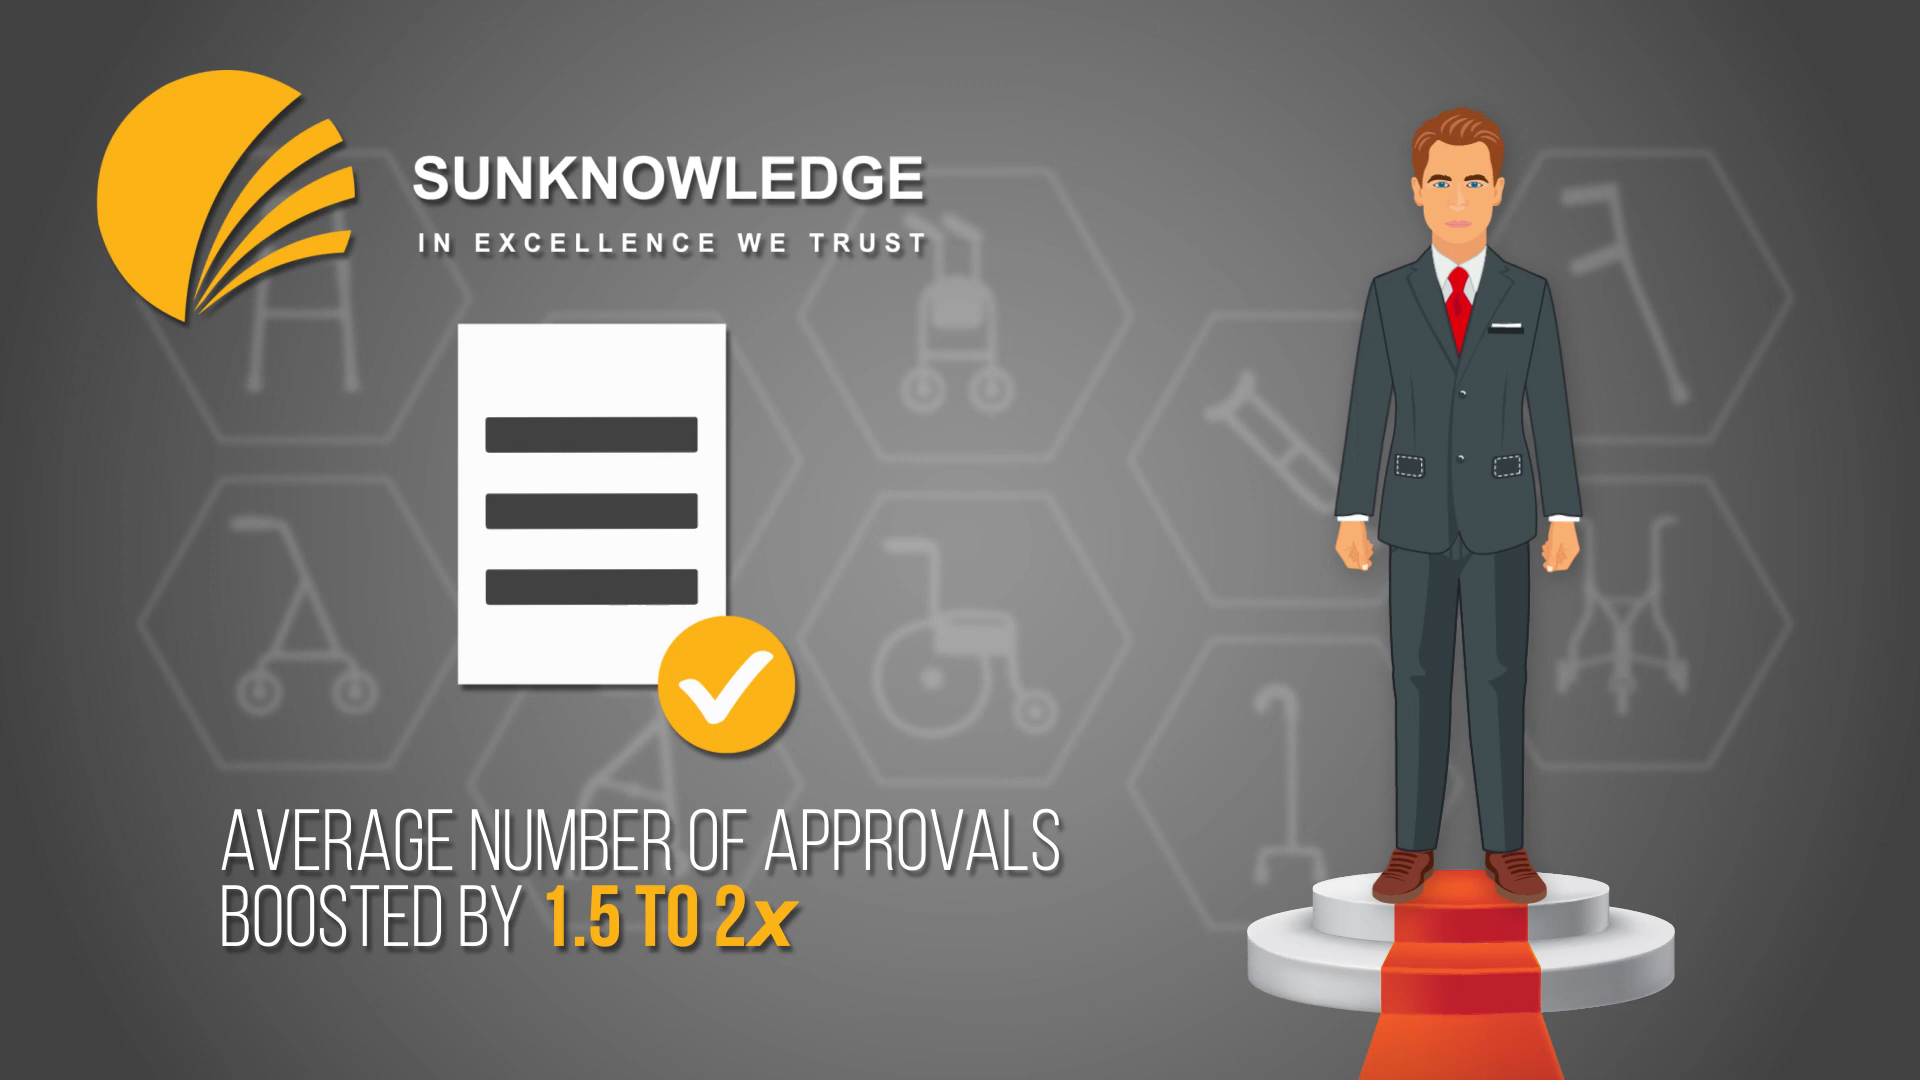 SUNKNOWLEDGE
IN EXCELLENCE WE TRUST
AVERAGE NUMBER OF APPROVALS
BOOSTED BY 1.5 TO 2x